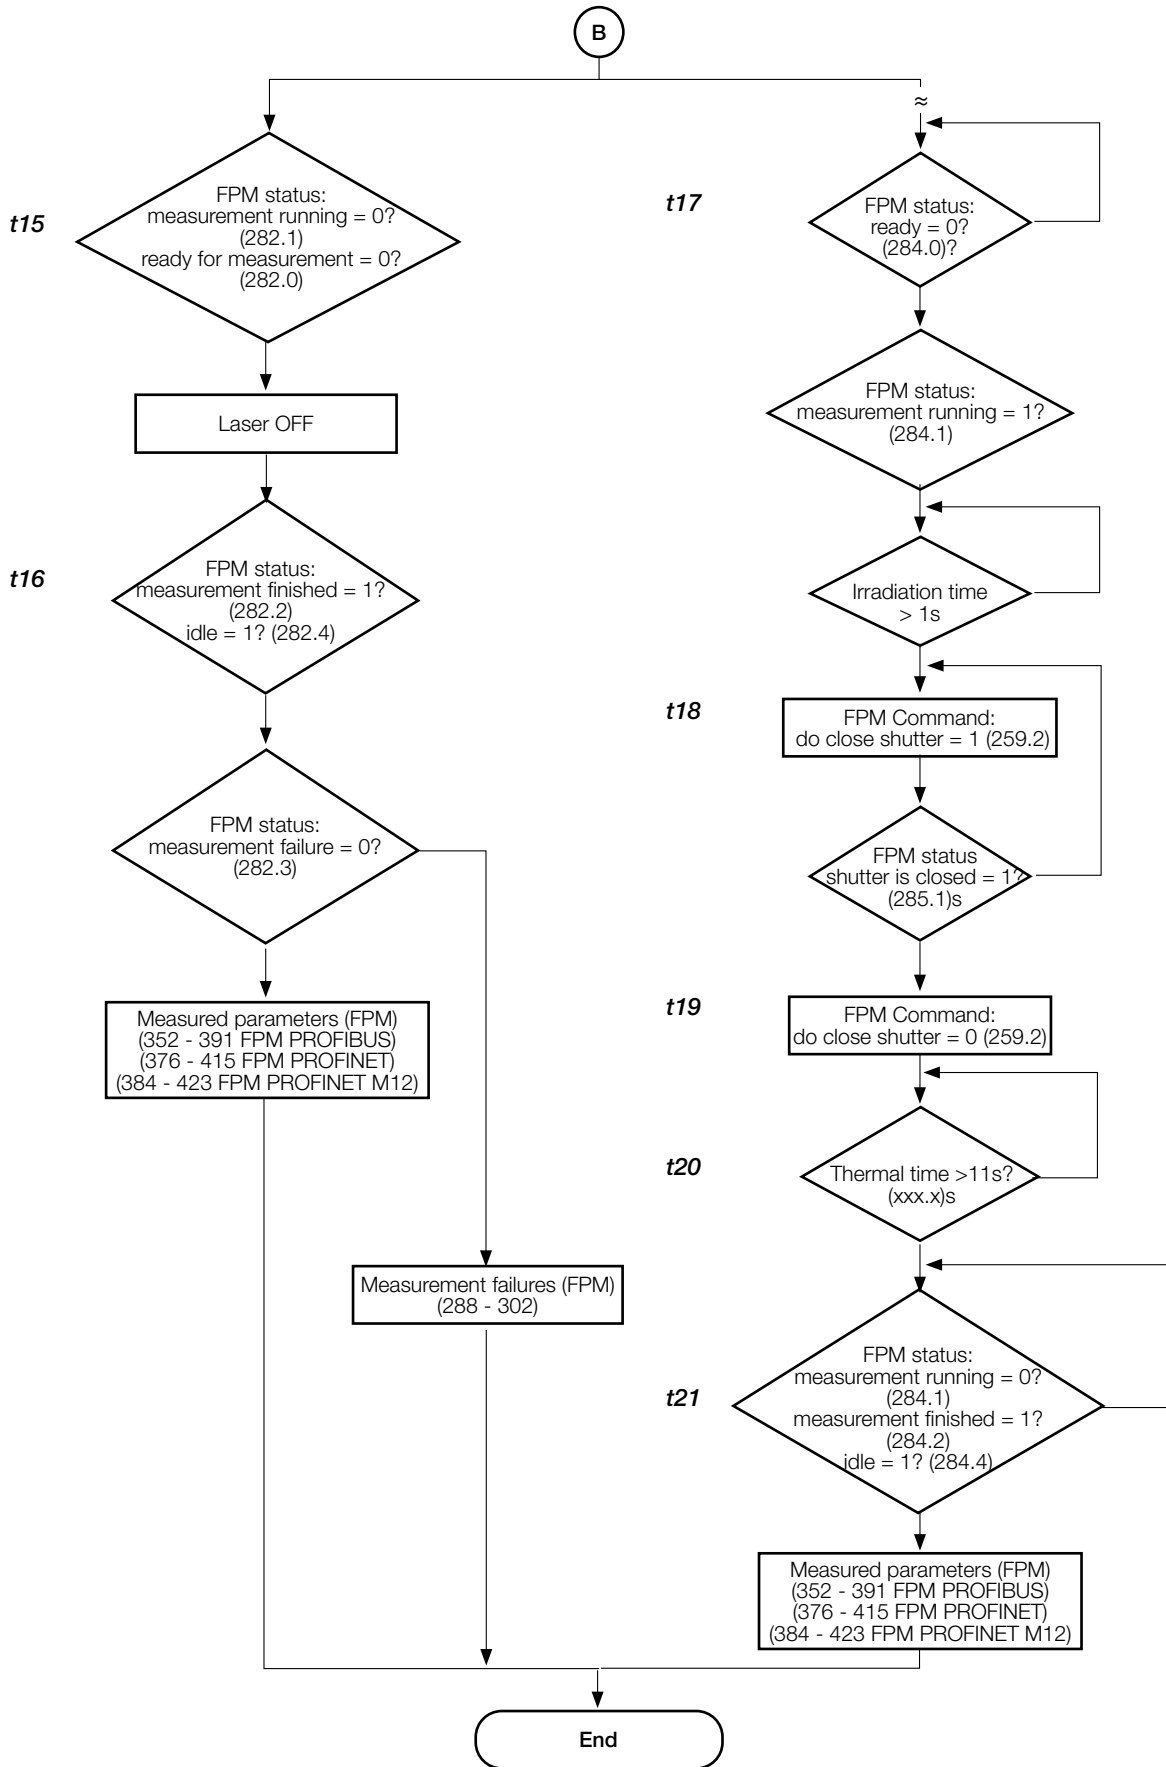 B
≈
t15
FPM status:
measurement running = 0?
(282.1)
ready for measurement = 0?
(282.0)
Laser OFF
t16
FPM status:
measurement finished = 1?
(282.2)
idle = 1? (282.4)
FPM status:
measurement failure = 0?
(282.3)
Measured parameters (FPM)
(352 - 391 FPM PROFIBUS)
(376 - 415 FPM PROFINET)
(384 - 423 FPM PROFINET M12)
Measurement failures (FPM)
(288 - 302)
t17
FPM status:
ready = 0?
(284.0)?
FPM status:
measurement running = 1?
(284.1)
Irradiation time
> 1s
t18
FPM Command:
do close shutter = 1 (259.2)
FPM status
shutter is closed = 1?
(285.1)s
t19
FPM Command:
do close shutter = 0 (259.2)
t20
Thermal time >11s?
(xxx.x)s
t21
FPM status:
measurement running = 0?
(284.1)
measurement finished = 1?
(284.2)
idle = 1? (284.4)
Measured parameters (FPM)
(352 - 391 FPM PROFIBUS)
(376 - 415 FPM PROFINET)
(384 - 423 FPM PROFINET M12)
End